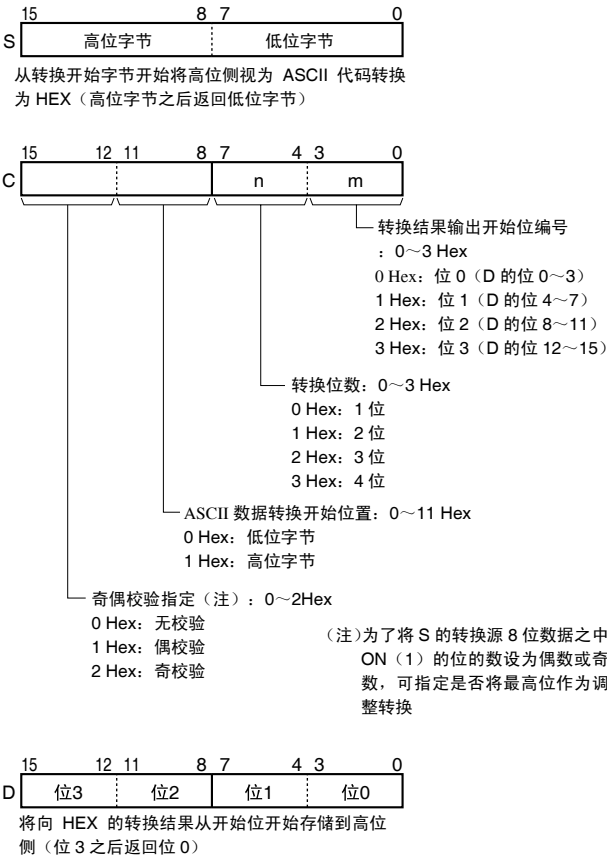 15 8 7 0
S 高位字节 低位字节
从转换开始字节开始将高位侧视为 ASCII 代码转换
为 HEX（高位字节之后返回低位字节）
15 12 11 8 7 4 3 0
C n m
转换结果输出开始位编号
：0～3 Hex
0 Hex：位 0（D 的位 0～3）
1 Hex：位 1（D 的位 4～7）
2 Hex：位 2（D 的位 8～11）
3 Hex：位 3（D 的位 12～15）
转换位数：0～3 Hex
0 Hex：1 位
1 Hex：2 位
2 Hex：3 位
3 Hex：4 位
ASCII 数据转换开始位置：0～11 Hex
0 Hex：低位字节
1 Hex：高位字节
奇偶校验指定（注）：0～2Hex
0 Hex：无校验
1 Hex：偶校验
2 Hex：奇校验
（注）为了将 S 的转换源 8 位数据之中
ON（1）的位的数设为偶数或奇
数，可指定是否将最高位作为调
整转换
15 12 11 8 7 4 3 0
D 位3 位2 位1 位0
将向 HEX 的转换结果从开始位开始存储到高位
侧（位 3 之后返回位 0）